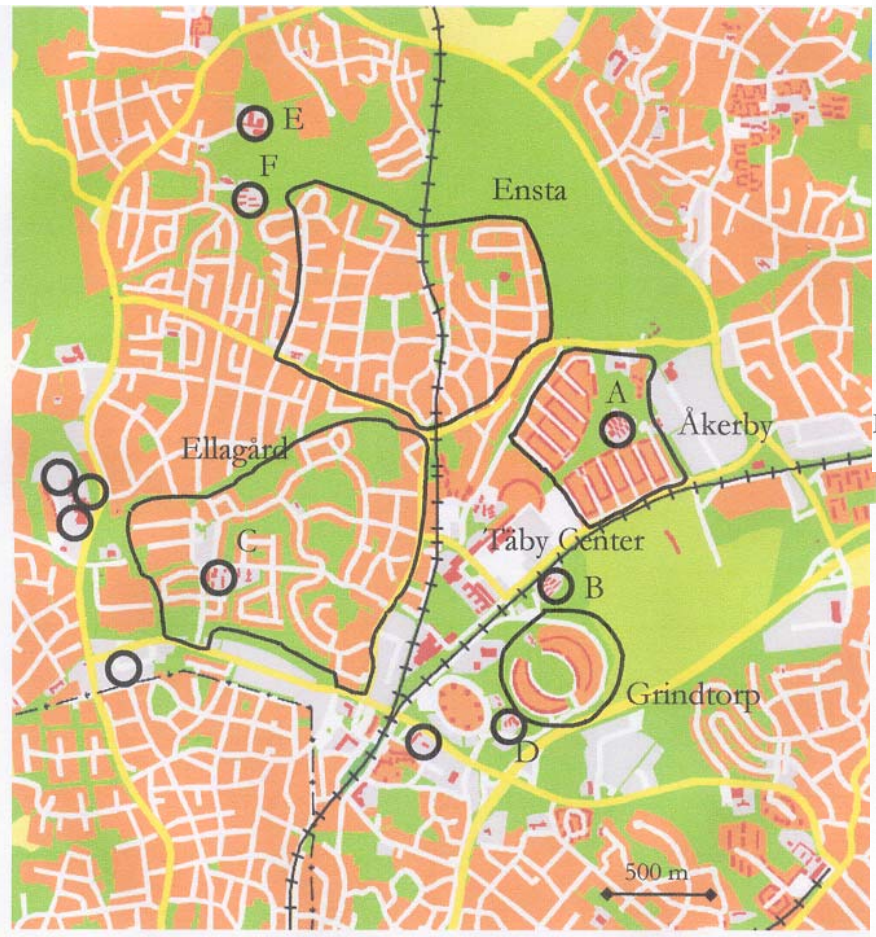 E
F
Ensta
A
Åkerby
Ellagård
C
Täby Center
B
Grindtorp
D
500 m